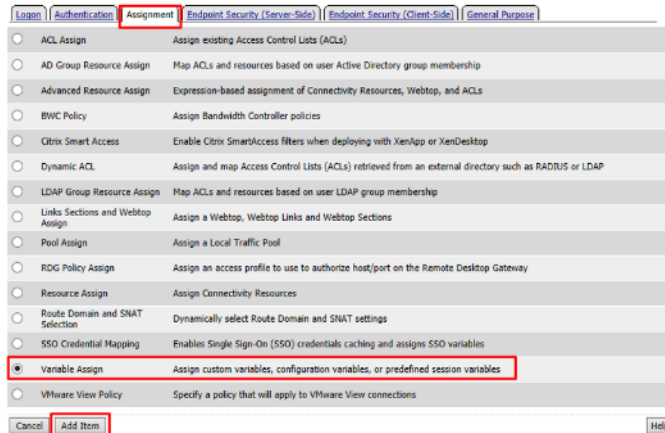 Logon Authentication Assignment Endpoint Security (Server-Side) Endpoint Security (Client-Side) General Purpose
ACL Assign Assign existing Access Control Lists (ACLs)
AD Group Resource Assign Map ACLs and resources based on user Active Directory group membership
Advanced Resource Assign Expression-based assignment of Connectivity Resources, Webtop, and ACLs
BWC Policy Assign Bandwidth Controller policies
Citrix Smart Access Enable Citrix SmartAccess filters when deploying with XenApp or XenDesktop
Dynamic ACL Assign and map Access Control Lists (ACLs) retrieved from an external directory such as RADIUS or LDAP
LDAP Group Resource Assign Map ACLs and resources based on user LDAP group membership
Links Sections and Webtop
Assign Assign a Webtop, Webtop Links and Webtop Sections
Pool Assign Assign a Local Traffic Pool
RDG Policy Assign Assign an access profile to use to authorize host/port on the Remote Desktop Gateway
Resource Assign Assign Connectivity Resources
Route Domain and SNAT
Selection Dynamically select Route Domain and SNAT settings
SSO Credential Mapping Enables Single Sign-On (SSO) credentials caching and assigns SSO variables
Variable Assign Assign custom variables, configuration variables, or predefined session variables
VMware View Policy Specify a policy that will apply to VMware View connections
Cancel Add Item Help